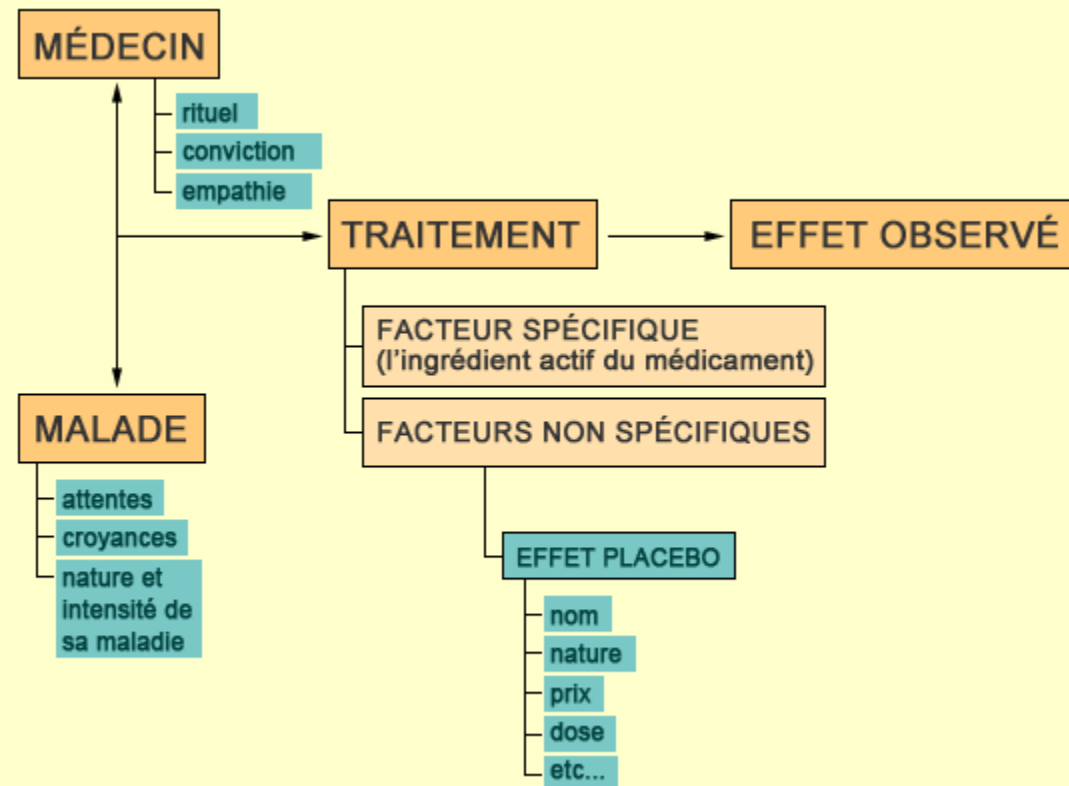 MÉDECIN
rituel
conviction
empathie
TRAITEMENT
EFFET OBSERVÉ
FACTEUR SPÉCIFIQUE
(l'ingrédient actif du médicament)
FACTEURS NON SPÉCIFIQUES
MALADE
attentes
croyances
nature et
intensité de
sa maladie
EFFET PLACEBO
nom
nature
prix
dose
etc...